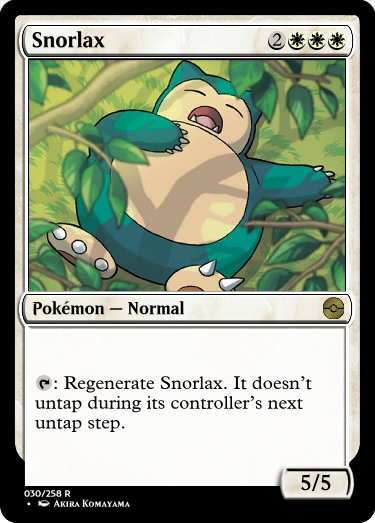 Snorlax 2
Pokémon — Normal
: Regenerate Snorlax. It doesn't
untap during its controller's next
untap step.
5/5
030/258 R
• Akira Komayama